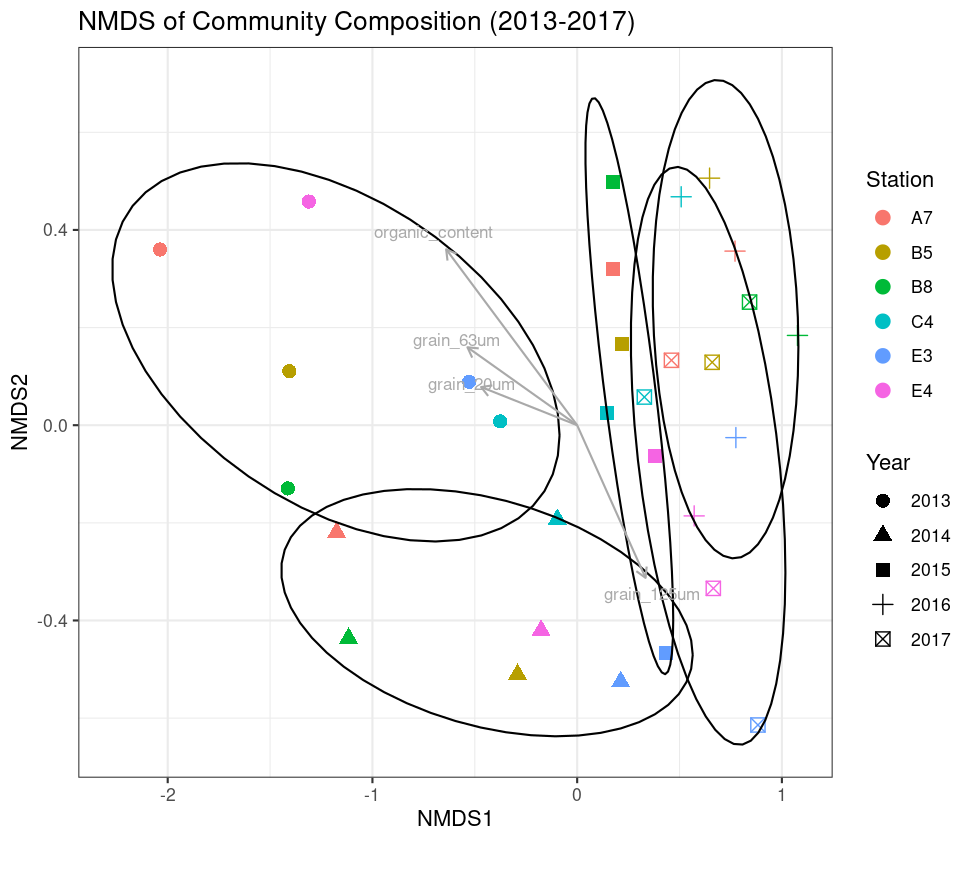 NMDS of Community Composition (2013-2017)
NMDS2
0.4
0.0
-0.4
organic_content
grain_63um
grain_20um
grain_125um
-2
-1
0
1
NMDS1
Station
A7
B5
B8
C4
E3
E4
Year
2013
2014
2015
2016
2017